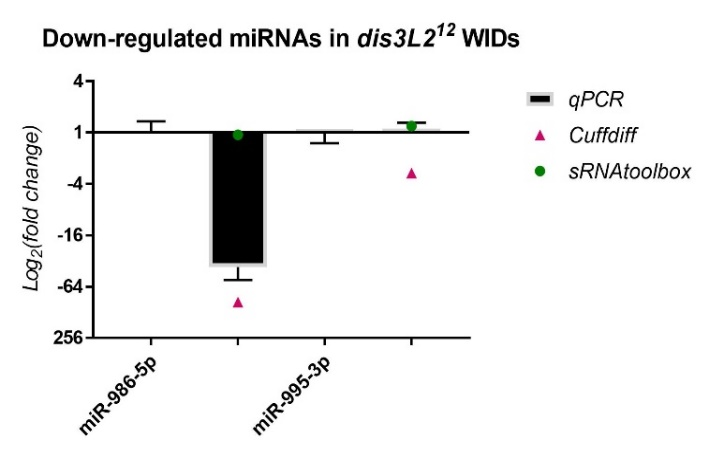 Down-regulated miRNAs in dis3L2¹² WIDs
qPCR
Cuffdiff
sRNAtoolbox
Log₂(fold change)
4
1
-4
-16
-64
256
miR-986-5p
miR-995-3p